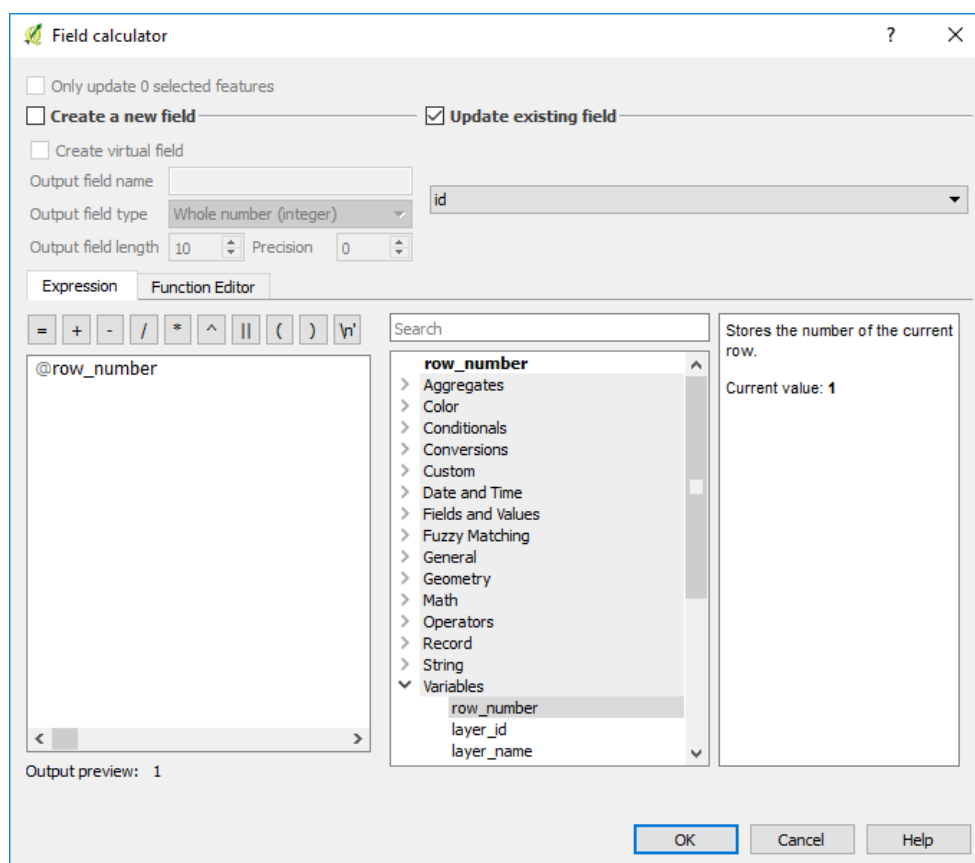 Field calculator
?
Only update 0 selected features
Create a new field
Update existing field
Create virtual field
Output field name
id
Output field type
Whole number (integer)
Output field length
10
Precision
0
Expression
Function Editor
= + - / * ^ || ( ) \n'
Search
@row_number
row_number
Aggregates
Color
Conditionals
Conversions
Custom
Date and Time
Fields and Values
Fuzzy Matching
General
Geometry
Math
Operators
Record
String
Variables
row_number
layer_id
layer_name
Stores the number of the current
row.
Current value: 1
Output preview: 1
OK
Cancel
Help